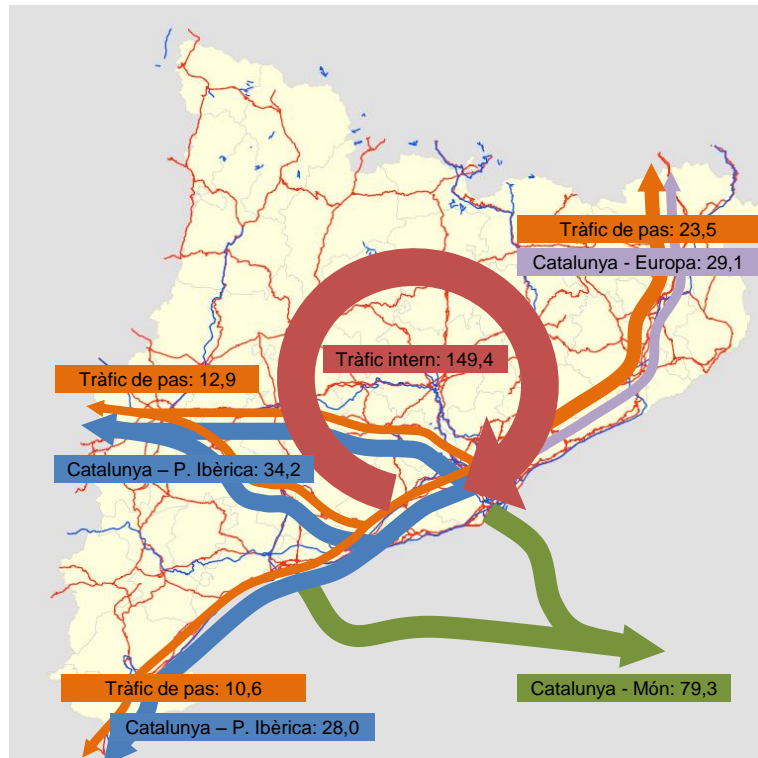 Tràfic de pas: 23,5
Catalunya - Europa: 29,1
Tràfic intern: 149,4
Tràfic de pas: 12,9
Catalunya – P. Ibèrica: 34,2
Tràfic de pas: 10,6
Catalunya - Món: 79,3
Catalunya – P. Ibèrica: 28,0